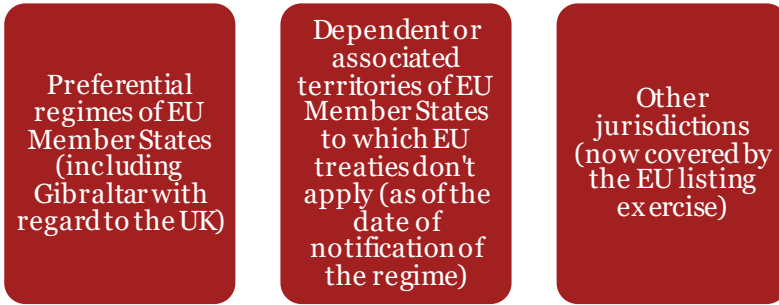 Preferential
regimes of EU
Member States
(including
Gibraltar with
regard to the UK)
Dependent or
associated
territories of EU
Member States
to which EU
treaties don't
apply (as of the
date of
notification of
the regime)
Other
jurisdictions
(now covered by
the EU listing
exercise)